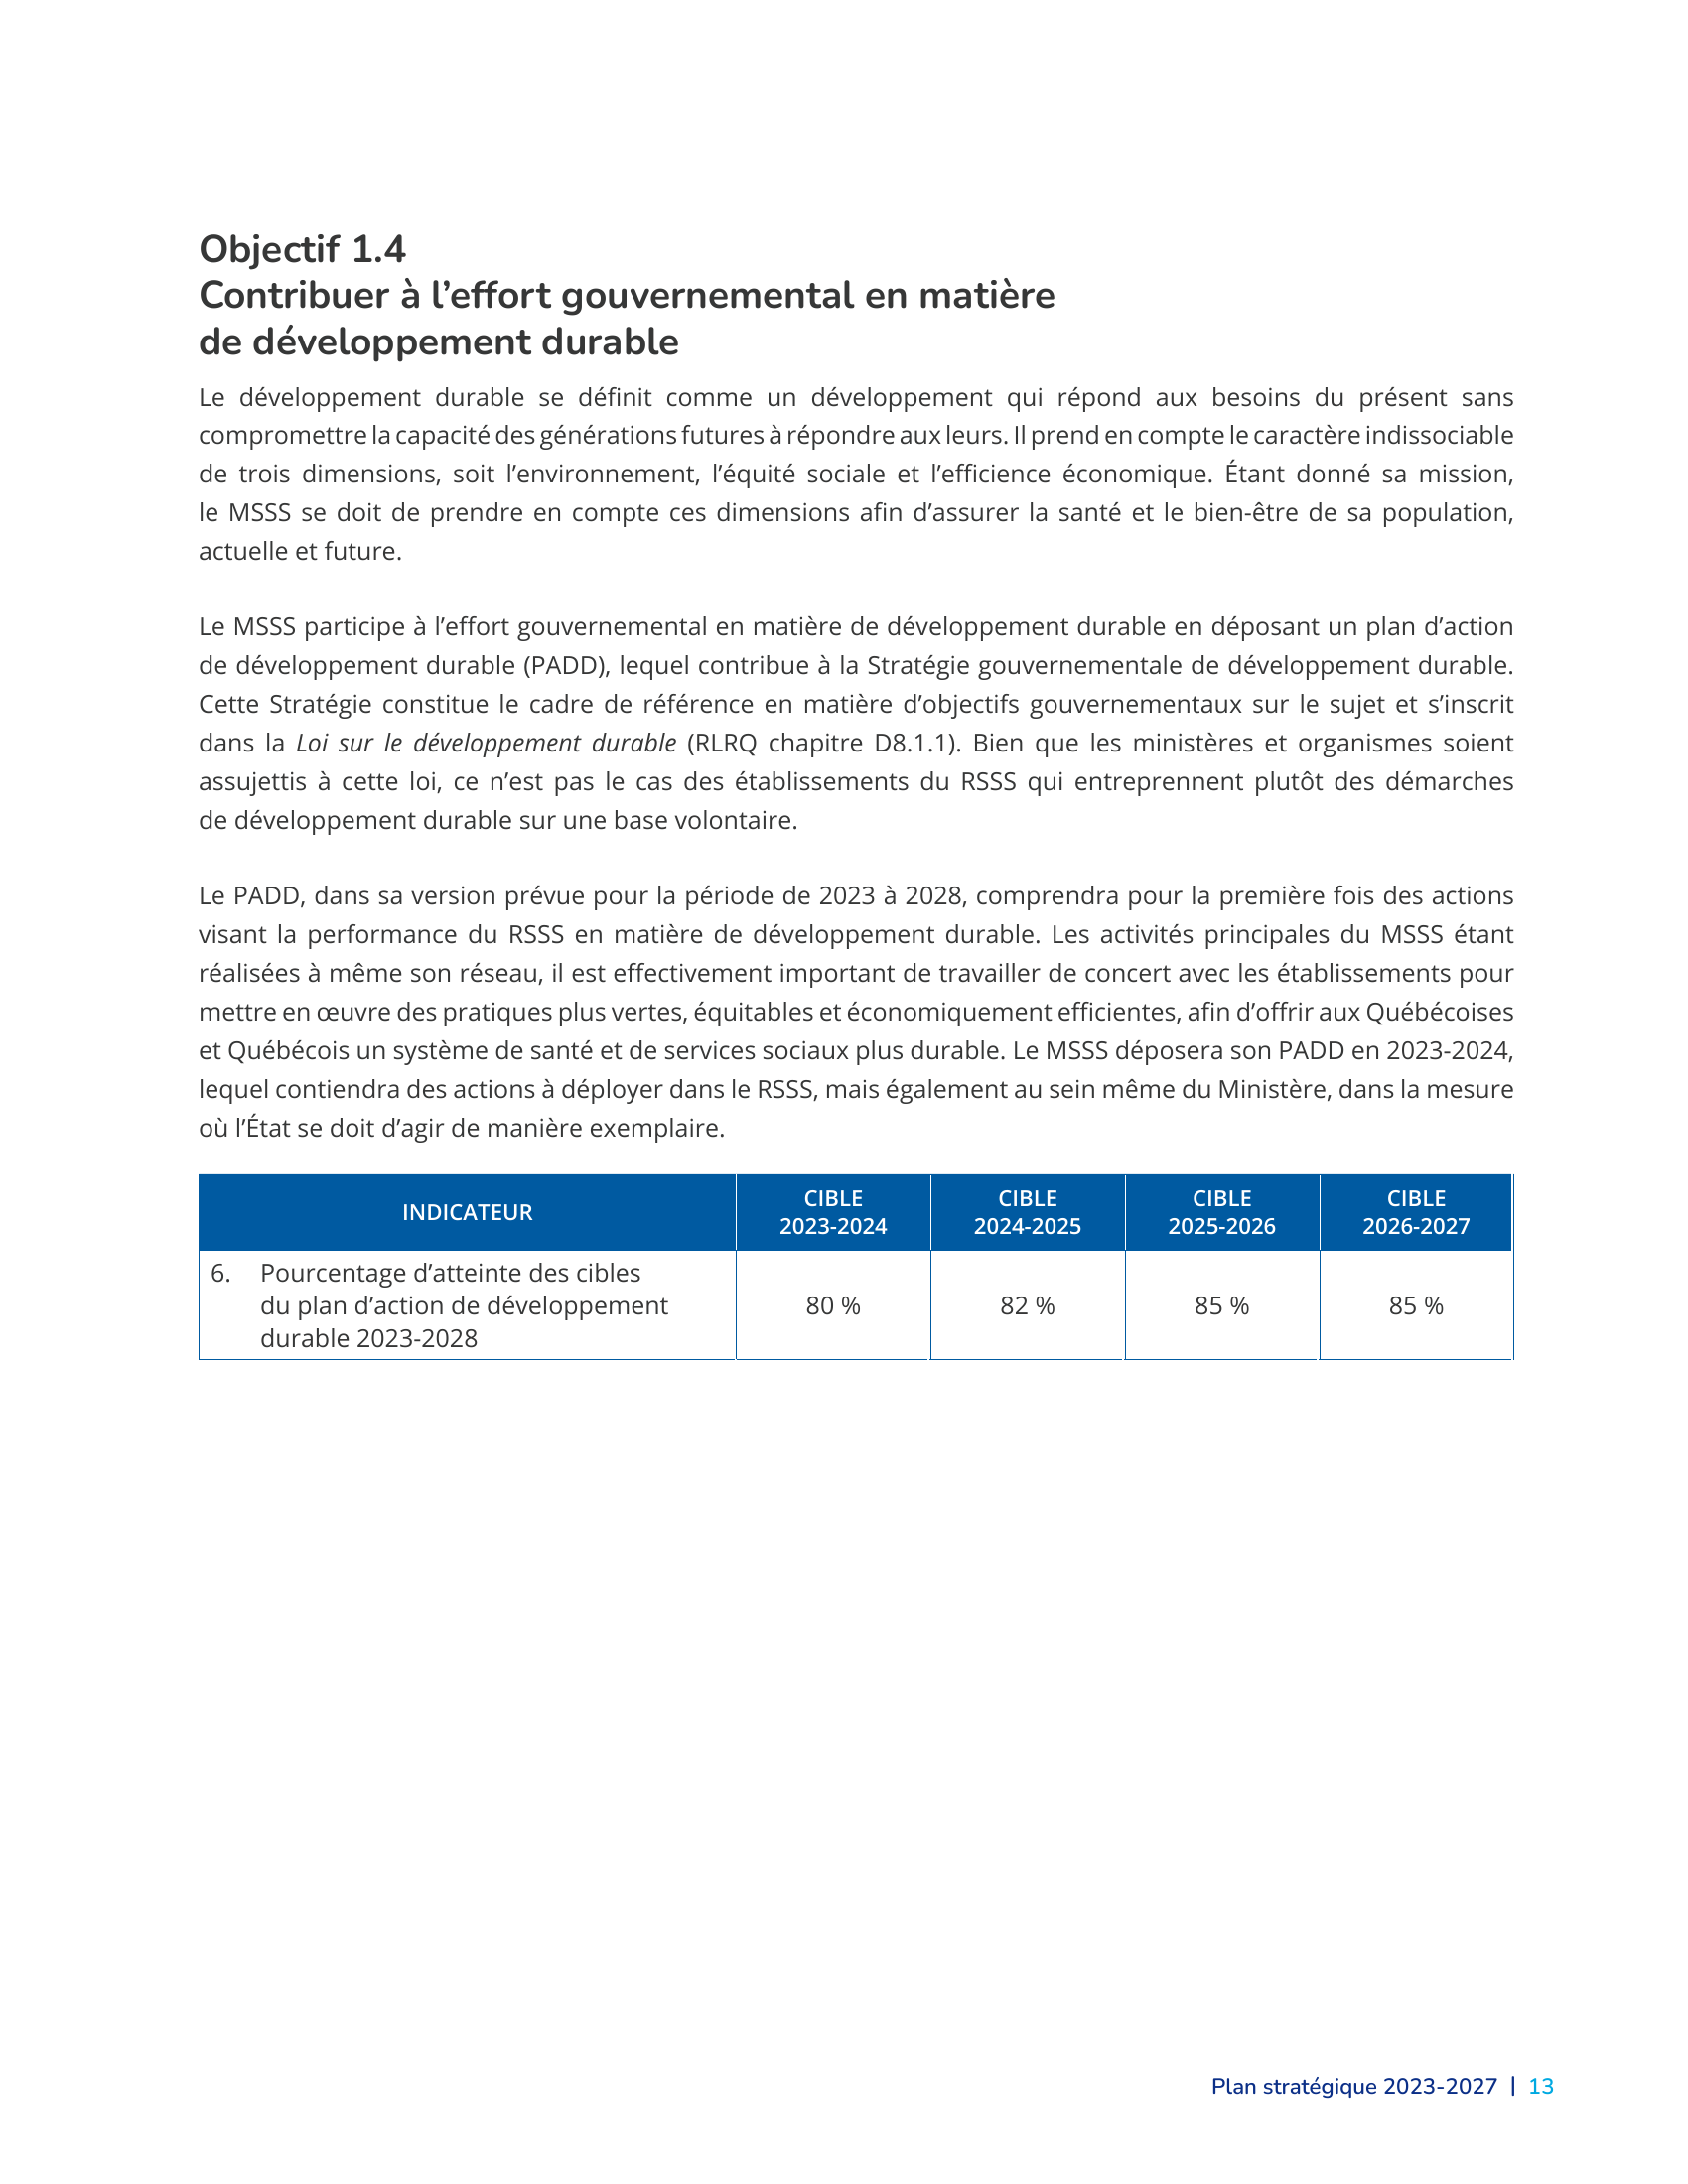 Objectif 1.4
Contribuer à l’effort gouvernemental en matière
de développement durable
Le développement durable se définit comme un développement qui répond aux besoins du présent sans
compromettre la capacité des générations futures à répondre aux leurs. Il prend en compte le caractère indissociable
de trois dimensions, soit l’environnement, l’équité sociale et l’efficience économique. Étant donné sa mission,
le MSSS se doit de prendre en compte ces dimensions afin d’assurer la santé et le bien-être de sa population,
actuelle et future.
Le MSSS participe à l’effort gouvernemental en matière de développement durable en déposant un plan d’action
de développement durable (PADD), lequel contribue à la Stratégie gouvernementale de développement durable.
Cette Stratégie constitue le cadre de référence en matière d’objectifs gouvernementaux sur le sujet et s’inscrit
dans la Loi sur le développement durable (RLRQ chapitre D8.1.1). Bien que les ministères et organismes soient
assujettis à cette loi, ce n’est pas le cas des établissements du RSSS qui entreprennent plutôt des démarches
de développement durable sur une base volontaire.
Le PADD, dans sa version prévue pour la période de 2023 à 2028, comprendra pour la première fois des actions
visant la performance du RSSS en matière de développement durable. Les activités principales du MSSS étant
réalisées à même son réseau, il est effectivement important de travailler de concert avec les établissements pour
mettre en œuvre des pratiques plus vertes, équitables et économiquement efficientes, afin d’offrir aux Québécoises
et Québécois un système de santé et de services sociaux plus durable. Le MSSS déposera son PADD en 2023-2024,
lequel contiendra des actions à déployer dans le RSSS, mais également au sein même du Ministère, dans la mesure
où l’État se doit d’agir de manière exemplaire.
INDICATEUR
CIBLE
2023-2024
CIBLE
2024-2025
CIBLE
2025-2026
CIBLE
2026-2027
6. Pourcentage d’atteinte des cibles
du plan d’action de développement
durable 2023-2028
80 %
82 %
85 %
85 %
Plan stratégique 2023-2027 | 13